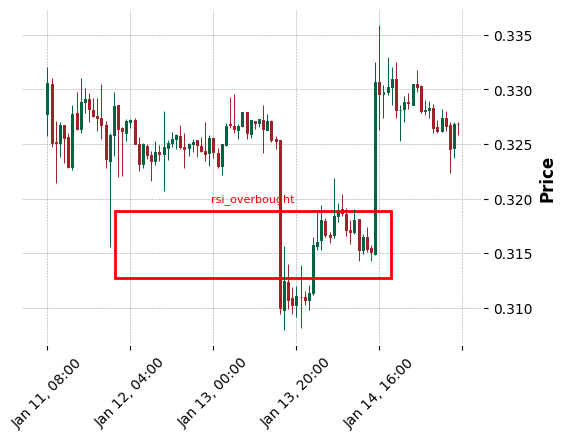 0.335
0.330
0.325
0.320
0.315
0.310
Price
rsi_overbought
Jan 11, 08:00
Jan 12, 04:00
Jan 13, 00:00
Jan 13, 20:00
Jan 14, 16:00